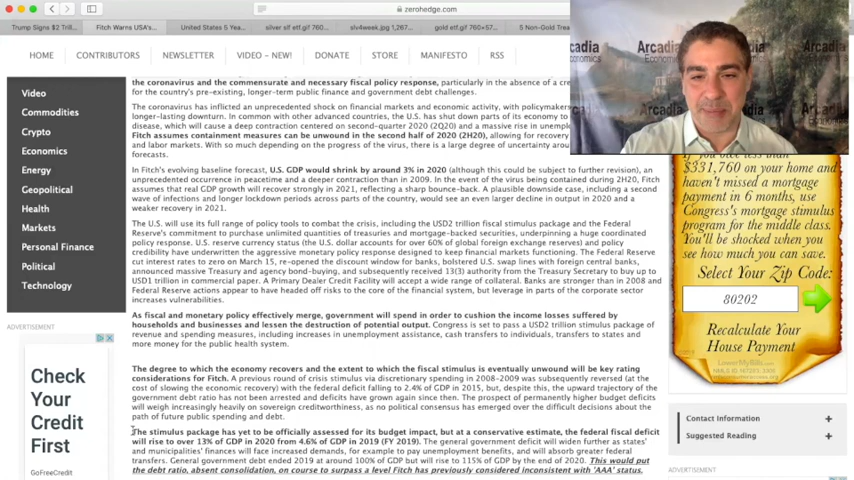 zerohedge.com
Trump Signs $2 Tril...
Fitch Warns USA's...
United States 5 Yea...
silver slf etf.gif 760...
slv4week.jpg 1,267...
gold etf.gif 760×57...
5 Non-Gold Trea
HOME
CONTRIBUTORS
NEWSLETTER
VIDEO – NEW!
DONATE
STORE
MANIFESTO
RSS
Arcadia
Economics
Arcadia
Arcadia
Video
Commodities
Crypto
Economics
Energy
Geopolitical
Health
Markets
Personal Finance
Political
Technology
ADVERTISEMENT
Check
Your
Credit
First
GoFreeCredit
the coronavirus and the commensurate and necessary fiscal policy response, particularly in the absence of a cre
for the country's pre-existing, longer-term public finance and government debt challenges.
The coronavirus has inflicted an unprecedented shock on financial markets and economic activity, with policymakers
longer-lasting downturn. In common with other advanced countries, the U.S. has shut down parts of its economy to
disease, which will cause a deep contraction centered on second-quarter 2020 (2Q20) and a massive rise in unempl
Fitch assumes containment measures can be unwound in the second half of 2020 (2H20), allowing for recovery
and labor markets. With so much depending on the progress of the virus, there is a large degree of uncertainty arou
forecasts.
In Fitch's evolving baseline forecast, U.S. GDP would shrink by around 3% in 2020 (although this could be subject to further revision), an
unprecedented occurrence in peacetime and a deeper contraction than in 2009. In the event of the virus being contained during 2H20, Fitch
assumes that real GDP growth will recover strongly in 2021, reflecting a sharp bounce-back. A plausible downside case, including a second
wave of infections and longer lockdown periods across parts of the country, would see an even larger decline in output in 2020 and a
weaker recovery in 2021.
The U.S. will use its full range of policy tools to combat the crisis, including the USD2 trillion fiscal stimulus package and the Federal
Reserve's commitment to purchase unlimited quantities of treasuries and mortgage-backed securities, underpinning a huge coordinated
policy response. U.S. reserve currency status (the U.S. dollar accounts for over 60% of global foreign exchange reserves) and policy
credibility have underwritten the aggressive monetary policy response designed to keep financial markets functioning. The Federal Reserve
cut interest rates to zero on March 15, re-opened the discount window for banks, bolstered U.S. swap lines with foreign central banks,
announced massive Treasury and agency bond-buying, and subsequently received 13(3) authority from the Treasury Secretary to buy up to
USD1 trillion in commercial paper. A Primary Dealer Credit Facility will accept a wide range of collateral. Banks are stronger than in 2008 and
Federal Reserve actions appear to have headed off risks to the core of the financial system, but leverage in parts of the corporate sector
increases vulnerabilities.
As fiscal and monetary policy effectively merge, government will spend in order to cushion the income losses suffered by
households and businesses and lessen the destruction of potential output. Congress is set to pass a USD2 trillion stimulus package of
revenue and spending measures, including increases in unemployment assistance, cash transfers to individuals, transfers to states and
more money for the public health system.
The degree to which the economy recovers and the extent to which the fiscal stimulus is eventually unwound will be key rating
considerations for Fitch. A previous round of crisis stimulus via discretionary spending in 2008-2009 was subsequently reversed (at the
cost of slowing the economic recovery) with the federal deficit falling to 2.4% of GDP in 2015, but, despite this, the upward trajectory of the
government debt ratio has not been arrested and deficits have grown again since then. The prospect of permanently higher budget deficits
will weigh increasingly heavily on sovereign creditworthiness, as no political consensus has emerged over the difficult decisions about the
path of future public spending and debt.
The stimulus package has yet to be officially assessed for its budget impact, but at a conservative estimate, the federal fiscal deficit
will rise to over 13% of GDP in 2020 from 4.6% of GDP in 2019 (FY 2019). The general government deficit will widen further as states'
and municipalities' finances will face increased demands, for example to pay unemployment benefits, and will absorb greater federal
transfers. General government debt ended 2019 at around 100% of GDP but will rise to 115% of GDP by the end of 2020. This would put
the debt ratio, absent consolidation, on course to surpass a level Fitch has previously considered inconsistent with 'AAA' status.
$331,760 on your home and
haven't missed a mortgage
payment in 6 months, use
Congress's mortgage stimulus
program for the middle class.
You'll be shocked when you
see how much you can save.
Select Your Zip Code:
80202
Recalculate Your
House Payment
LowerMyBills.com
Contact Information
Suggested Reading
ADVERTISEMENT